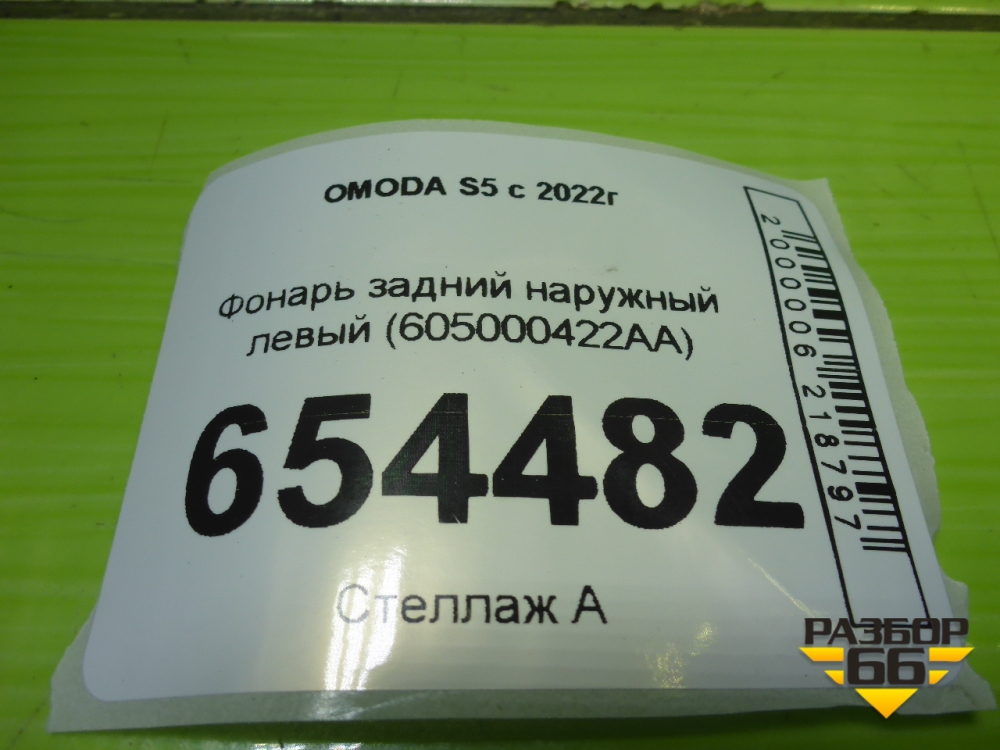 OMODA S5 с 2022г
Фонарь задний наружный
левый (605000422AA)
654482
Стеллаж А
2000006218797
РАЗБОР
66